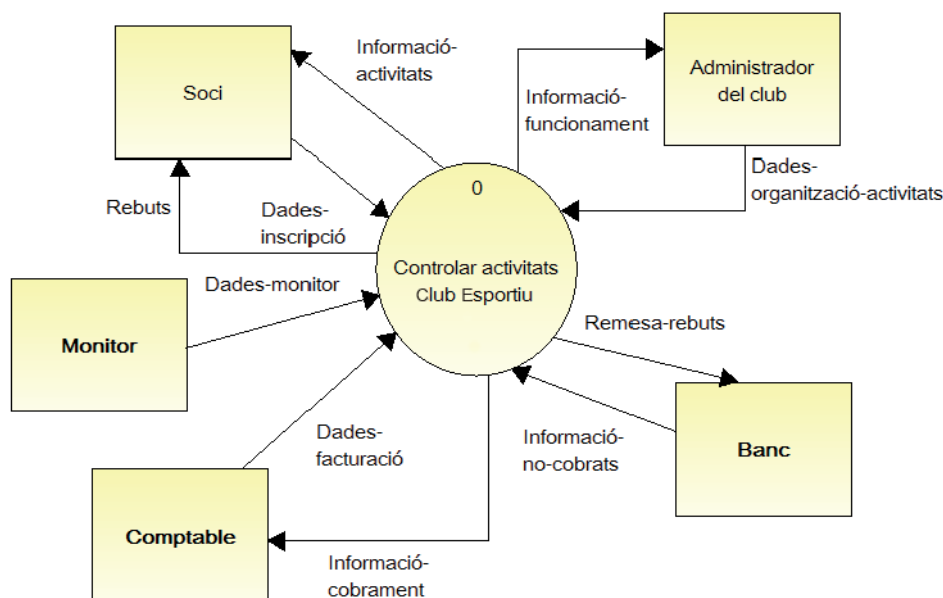 Informació-
activitats
Soci
Administrador
del club
Informació-
funcionament
Dades-
organització-activitats
0
Rebuts
Dades-
inscripció
Controlar activitats
Club Esportiu
Dades-monitor
Monitor
Remesa-rebuts
Dades-
facturació
Informació-
no-cobrats
Banc
Comptable
Informació-
cobrament